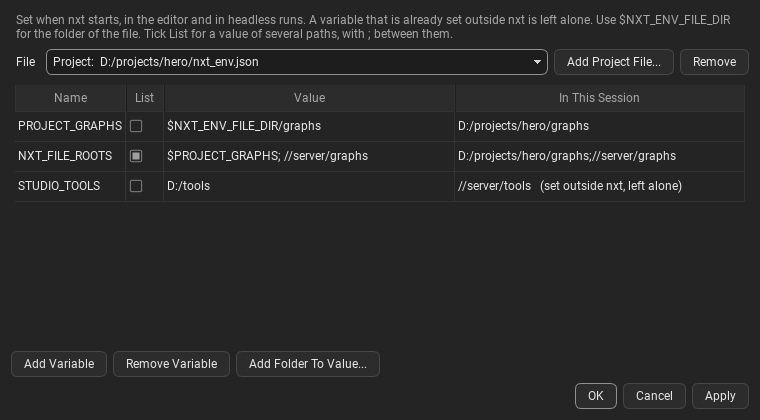 Set when nxt starts, in the editor and in headless runs. A variable that is already set outside nxt is left alone. Use $NXT_ENV_FILE_DIR
for the folder of the file. Tick List for a value of several paths, with ; between them.
File Project: D:/projects/hero/nxt_env.json Add Project File... Remove
Name List Value In This Session
PROJECT_GRAPHS $NXT_ENV_FILE_DIR/graphs D:/projects/hero/graphs
NXT_FILE_ROOTS $PROJECT_GRAPHS; //server/graphs D:/projects/hero/graphs;//server/graphs
STUDIO_TOOLS D:/tools //server/tools (set outside nxt, left alone)
Add Variable Remove Variable Add Folder To Value...
OK Cancel Apply